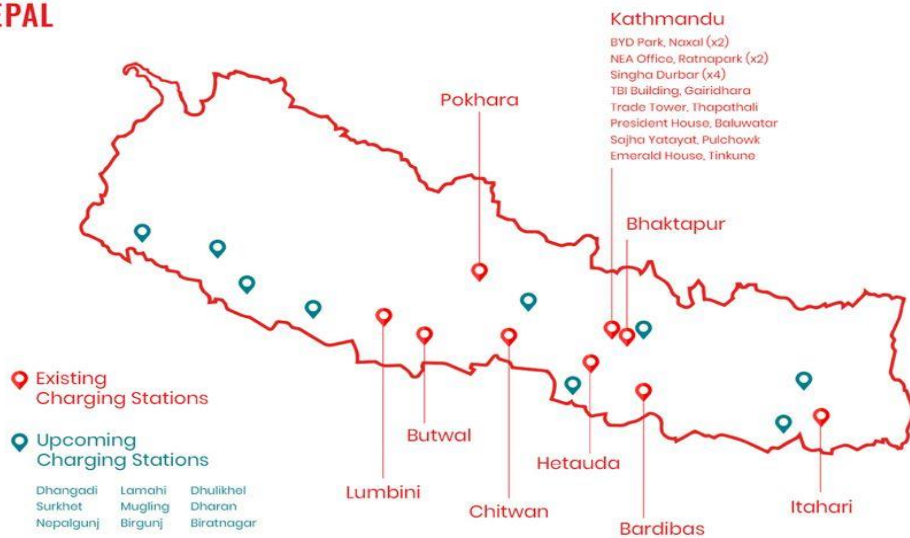 EPAL
Kathmandu
BYD Park, Naxal (x2)
NEA Office, Ratnapark (x2)
Singha Durbar (x4)
TBI Building, Gairidhara
Trade Tower, Thapathali
President House, Baluwatar
Sajha Yatayat, Pulchowk
Emerald House, Tinkune
Pokhara
Bhaktapur
Existing
Charging Stations
Upcoming
Charging Stations
Dhangadi Lamahi Dhulikhel
Surkhet Mugling Dharan
Nepalgunj Birgunj Biratnagar
Butwal
Lumbini
Chitwan
Hetauda
Bardibas
Itahari